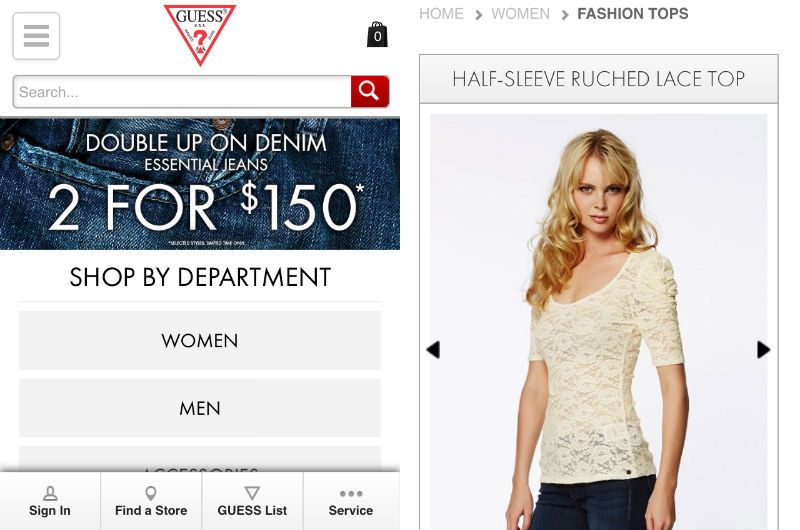 GUESS
U.S.A.
?
0
Search...
DOUBLE UP ON DENIM
ESSENTIAL JEANS
2 FOR $150*
*SELECTED STYLES. LIMITED TIME ONLY.
SHOP BY DEPARTMENT
WOMEN
MEN
ACCESSORIES
Sign In
Find a Store
GUESS List
Service
HOME > WOMEN > FASHION TOPS
HALF-SLEEVE RUCHED LACE TOP